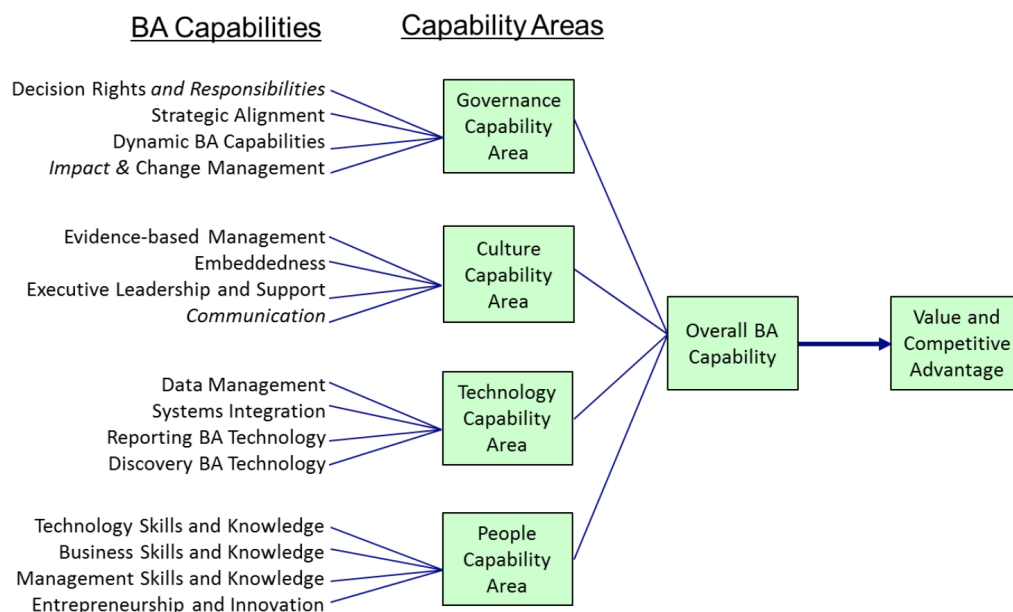 BA Capabilities
Capability Areas
Decision Rights and Responsibilities
Strategic Alignment
Dynamic BA Capabilities
Impact & Change Management
Governance
Capability
Area
Evidence-based Management
Embeddedness
Executive Leadership and Support
Communication
Culture
Capability
Area
Data Management
Systems Integration
Reporting BA Technology
Discovery BA Technology
Technology
Capability
Area
Technology Skills and Knowledge
Business Skills and Knowledge
Management Skills and Knowledge
Entrepreneurship and Innovation
People
Capability
Area
Overall BA
Capability
Value and
Competitive
Advantage